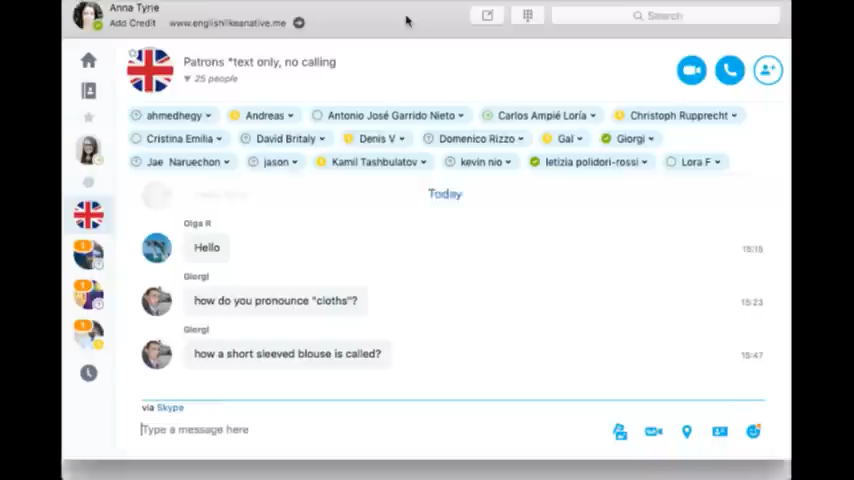 Anna Tyrie
Add Credit www.englishlikeanative.me
Search
Patrons *text only, no calling
25 people
ahmedhegy Andreas Antonio José Garrido Nieto Carlos Ampié Loría Christoph Rupprecht
Cristina Emilia David Britaly Denis V Domenico Rizzo Gal Giorgi
Jae Naruechon jason Kamil Tashbulatov kevin nio letizia polidori-rossi Lora F
Today
Olga R
Hello 15:15
Giorgi
how do you pronounce "cloths"? 15:23
Giorgi
how a short sleeved blouse is called? 15:47
via Skype
Type a message here